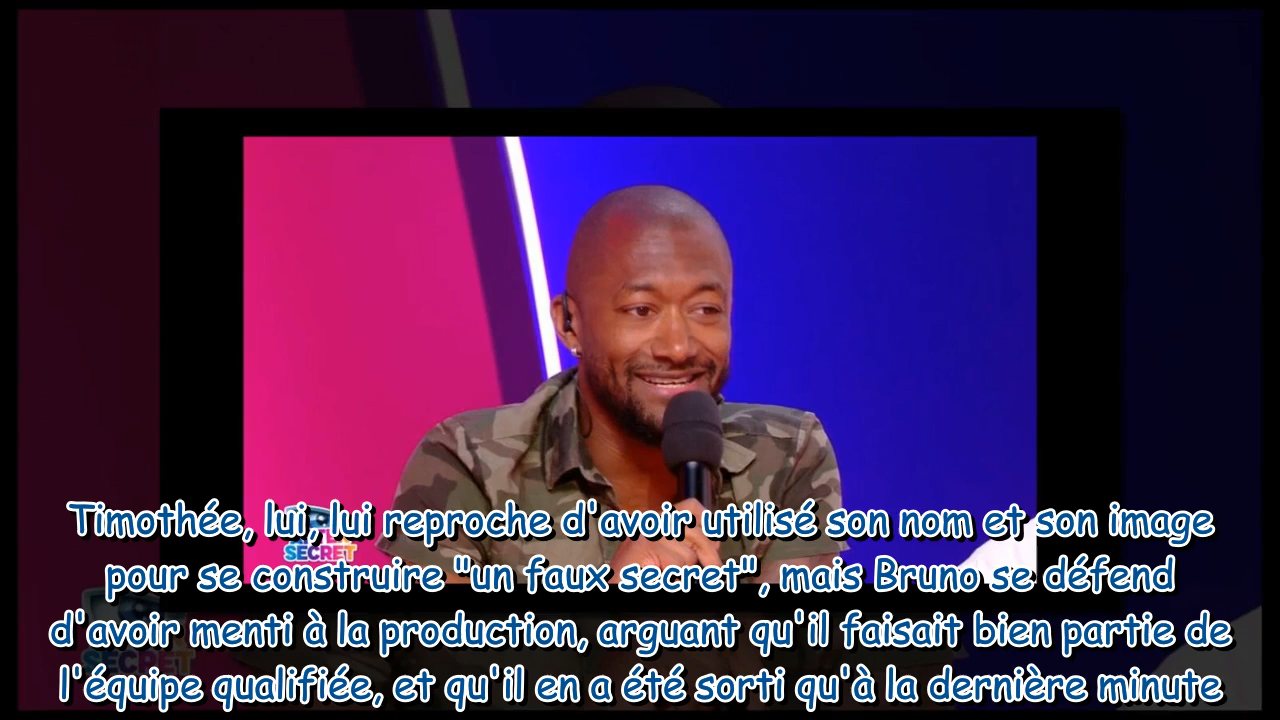 Timothée, lui, lui reproche d'avoir utilisé son nom et son image
pour se construire "un faux secret", mais Bruno se défend
d'avoir menti à la production, arguant qu'il faisait bien partie de
l'équipe qualifiée, et qu'il en a été sorti qu'à la dernière minute
SECRET
SECRET